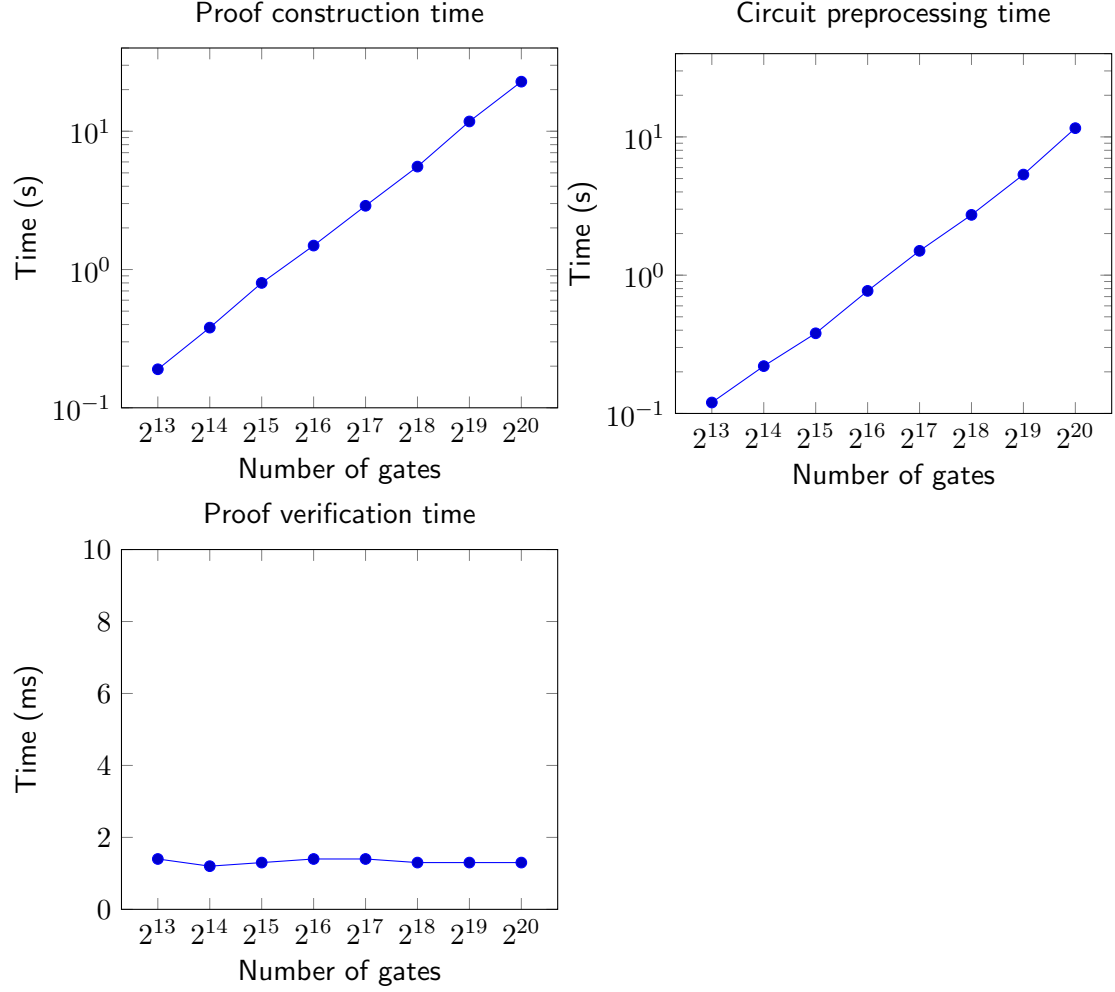 Proof construction time
10^1
10^0
10^−1
Time (s)
2^13 2^14 2^15 2^16 2^17 2^18 2^19 2^20
Number of gates
Circuit preprocessing time
10^1
10^0
10^−1
Time (s)
2^13 2^14 2^15 2^16 2^17 2^18 2^19 2^20
Number of gates
Proof verification time
10
8
6
4
2
0
Time (ms)
2^13 2^14 2^15 2^16 2^17 2^18 2^19 2^20
Number of gates